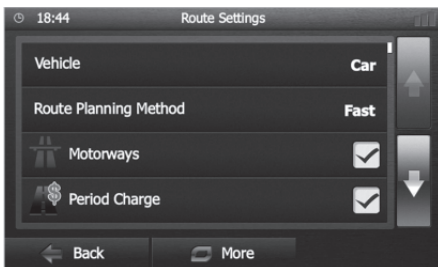 18:44 Route Settings
Vehicle Car
Route Planning Method Fast
Motorways
Period Charge
Back More